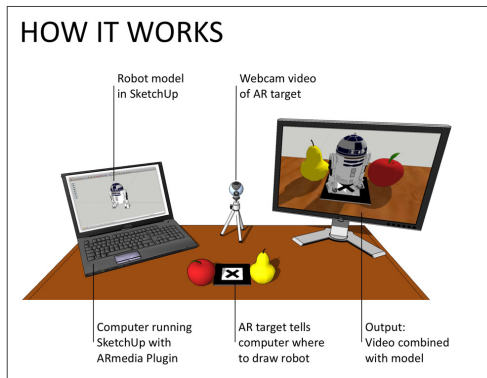 HOW IT WORKS
Robot model
in SketchUp
Webcam video
of AR target
Computer running
SketchUp with
ARmedia Plugin
AR target tells
computer where
to draw robot
Output:
Video combined
with model